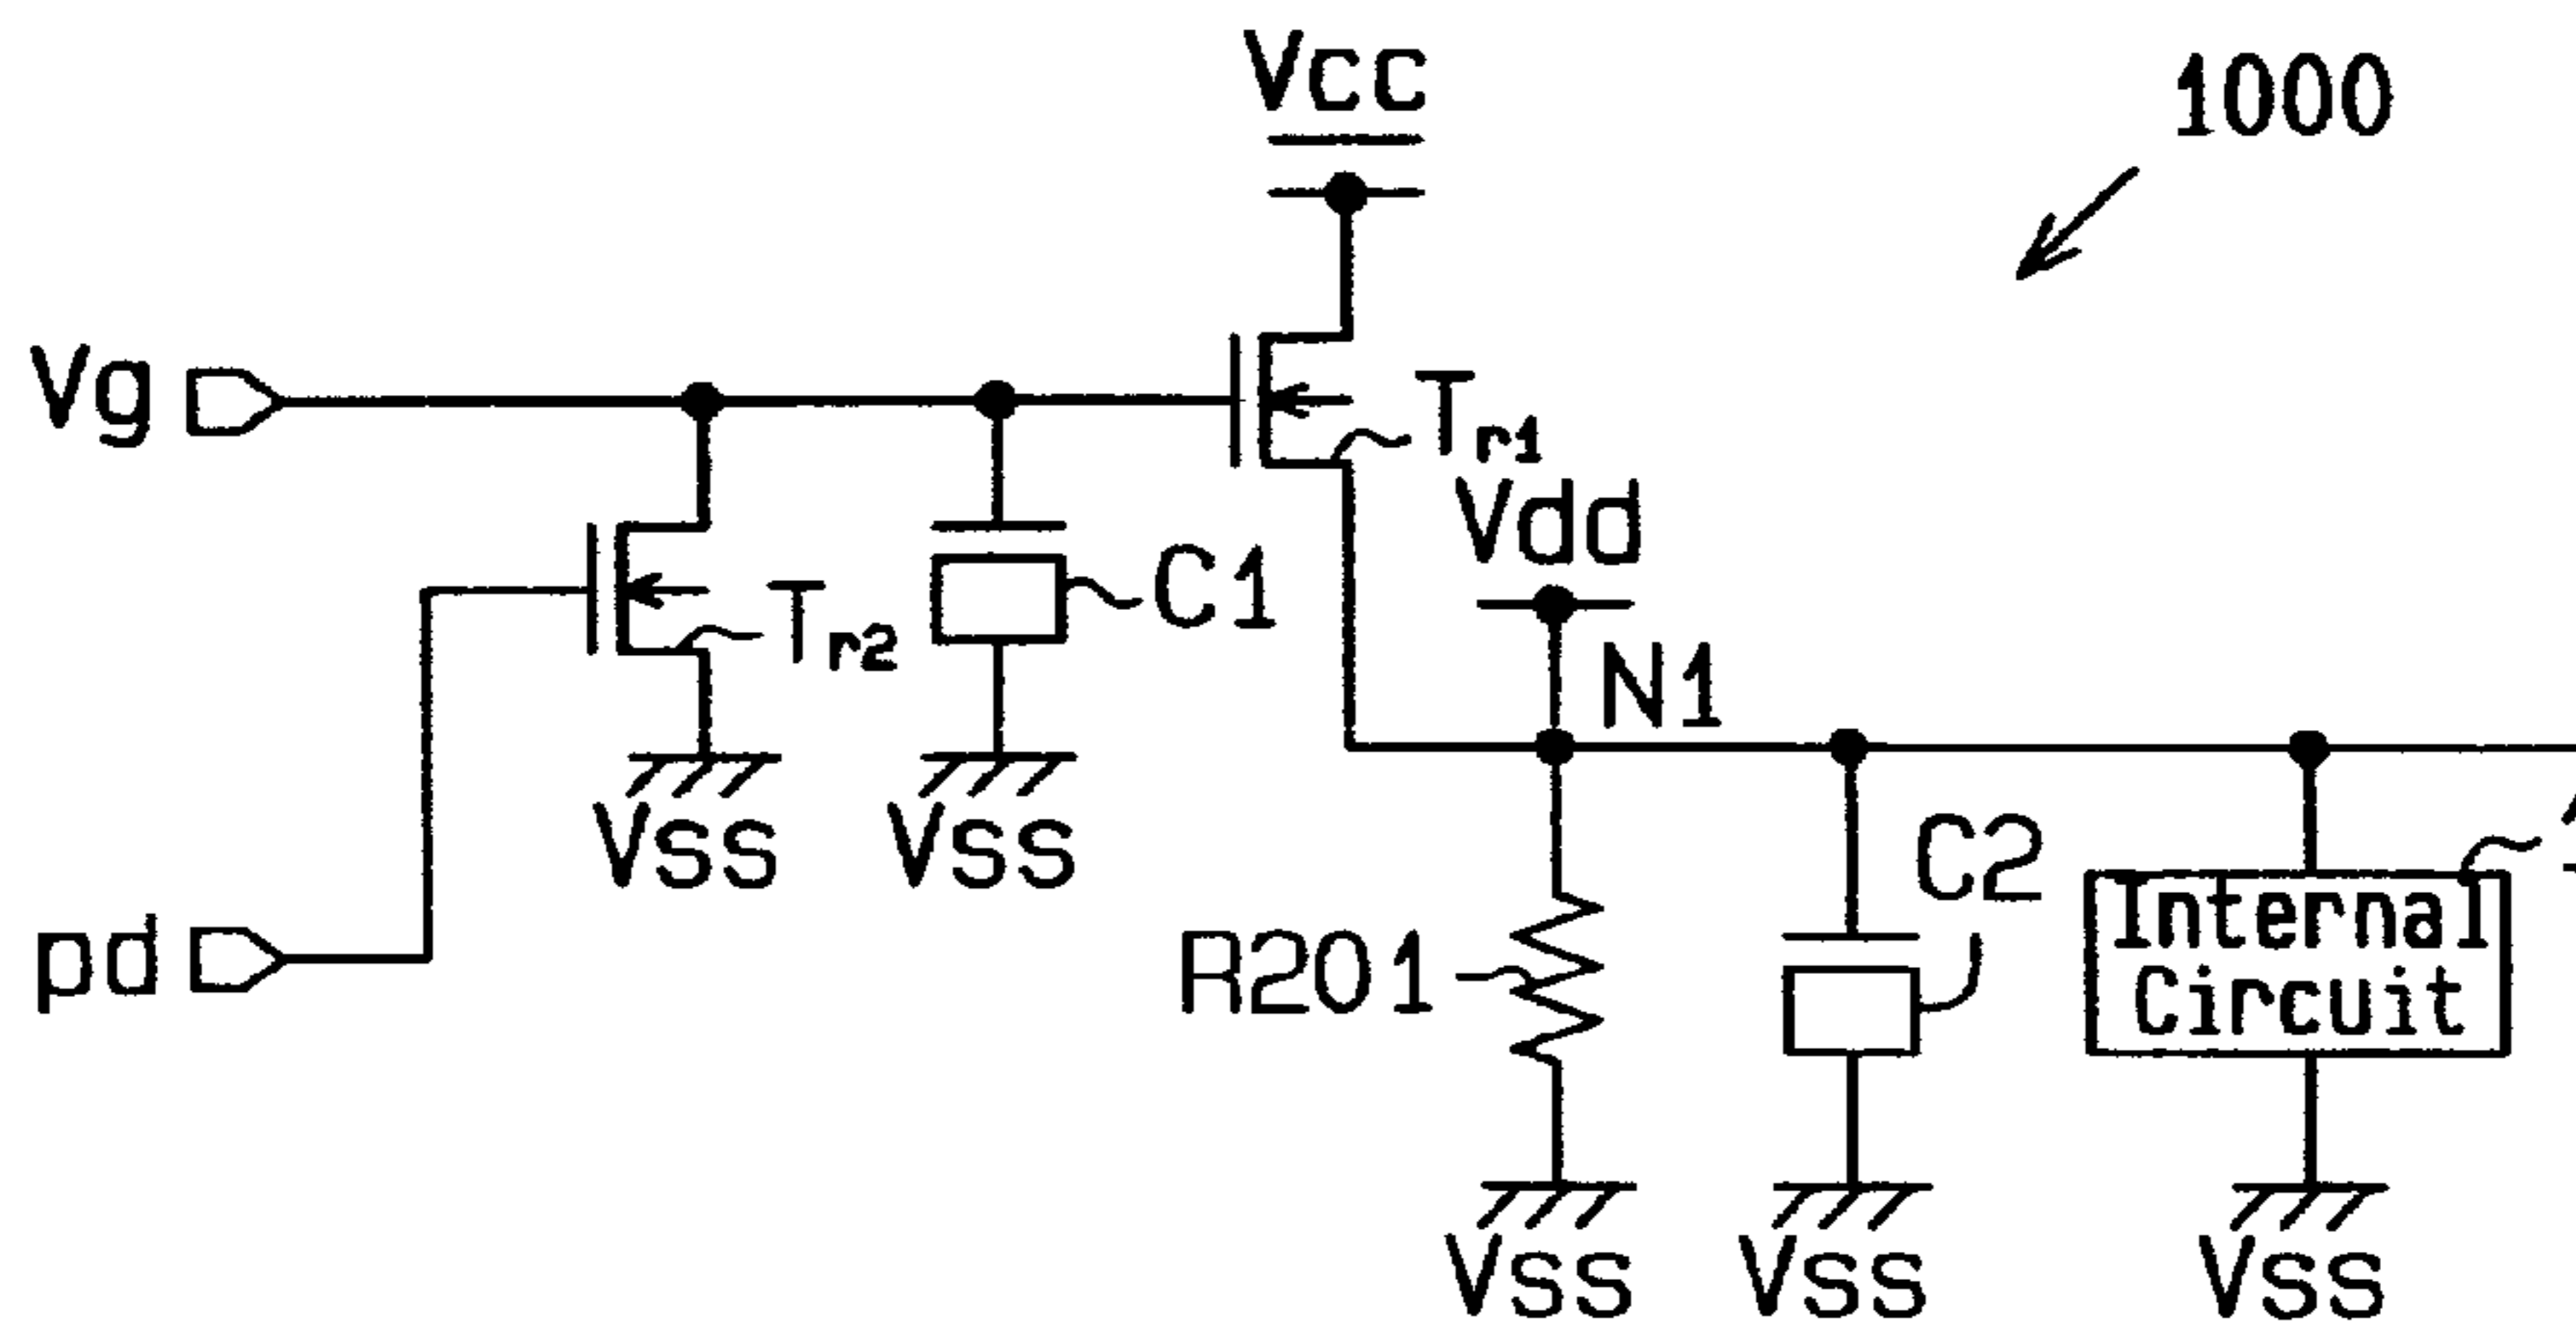 Vcc
1000
Vg
Tr1
Vdd
C1
Tr2
N1
Vss
Vss
C2
pd
R201
Internal
Circuit
Vss
Vss
Vss